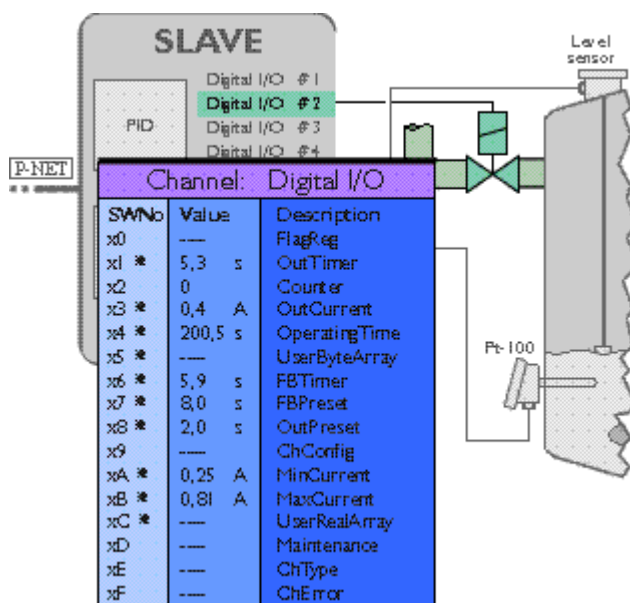 SLAVE
Level
sensor
Digital I/O #1
Digital I/O #2
PID
Digital I/O #3
Digital I/O #4
P-NET
Channel: Digital I/O
SWNo Value Description
x0 ---- FlagReg
x1 * 5,3 s OutTimer
x2 0 Counter
x3 * 0,4 A OutCurrent
x4 * 200,5 s OperatingTime
x5 * ---- UserByteArray
Pt-100
x6 * 5,9 s FBTimer
x7 * 8,0 s FBPreset
x8 * 2,0 s OutPreset
x9 ---- ChConfig
xA * 0,25 A MinCurrent
xB * 0,81 A MaxCurrent
xC * ---- UserRealArray
xD ---- Maintenance
xE ---- ChType
xF ---- ChError